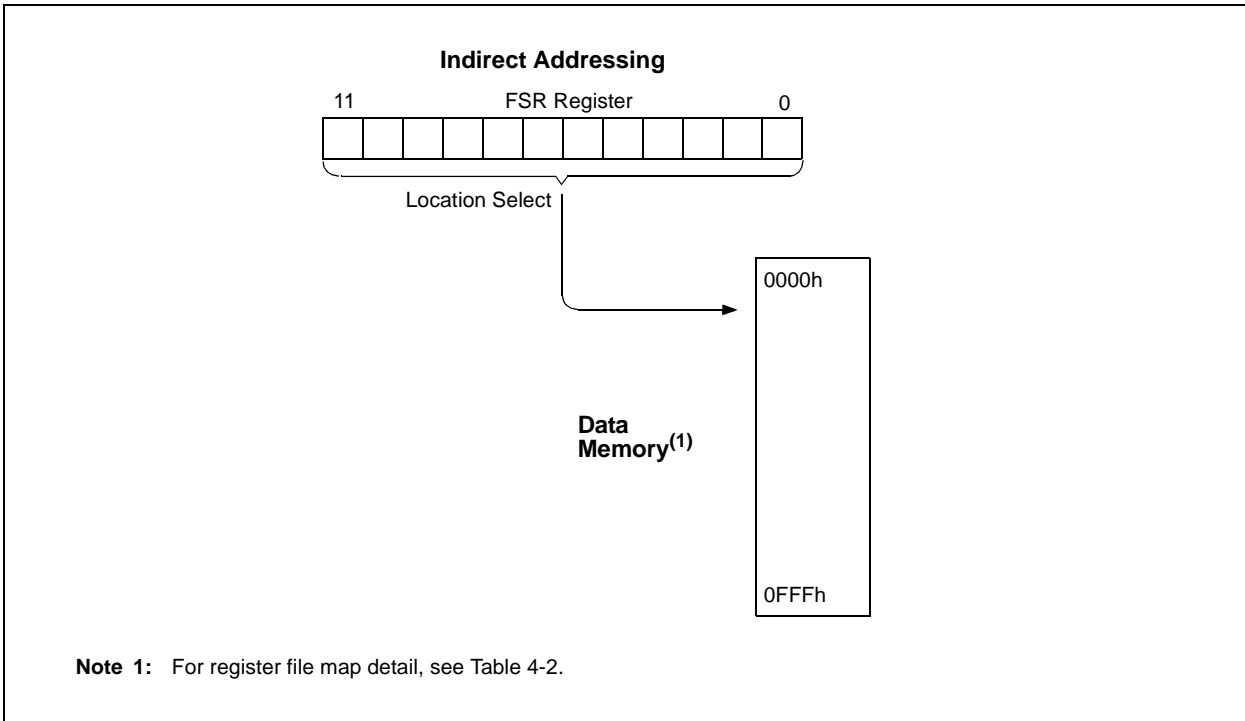 Indirect Addressing
11 FSR Register 0
Location Select
0000h
Data
Memory(1)
0FFFh
Note 1: For register file map detail, see Table 4-2.